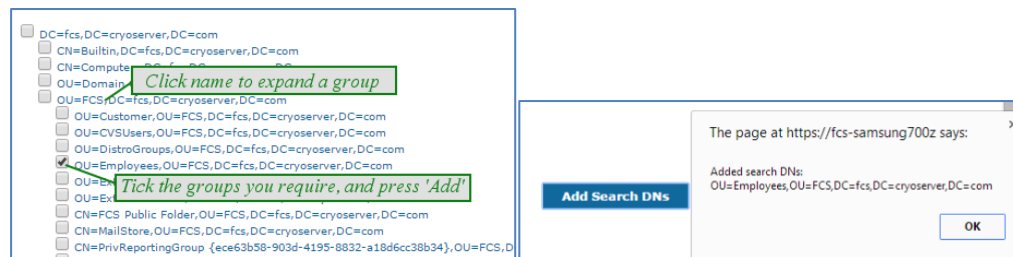 DC=fcs,DC=cryoserver,DC=com
CN=Builtin,DC=fcs,DC=cryoserver,DC=com
OU=Domain
Click name to expand a group
OU=FCS,DC=fcs,DC=cryoserver,DC=com
OU=Customer,OU=FCS,DC=fcs,DC=cryoserver,DC=com
OU=CVSUsers,OU=FCS,DC=fcs,DC=cryoserver,DC=com
OU=DistroGroups,OU=FCS,DC=fcs,DC=cryoserver,DC=com
OU=Employees,OU=FCS,DC=fcs,DC=cryoserver,DC=com
Tick the groups you require, and press 'Add'
CN=FCS Public Folder,OU=FCS,DC=fcs,DC=cryoserver,DC=com
CN=MailStore,OU=FCS,DC=fcs,DC=cryoserver,DC=com
CN=PrivReportingGroup {ece63b58-903d-4195-8832-a18d6cc38b34},OU=FCS,D
Add Search DNs
The page at https://fcs-samsung700z says:
Added search DNs:
OU=Employees,OU=FCS,DC=fcs,DC=cryoserver,DC=com
OK